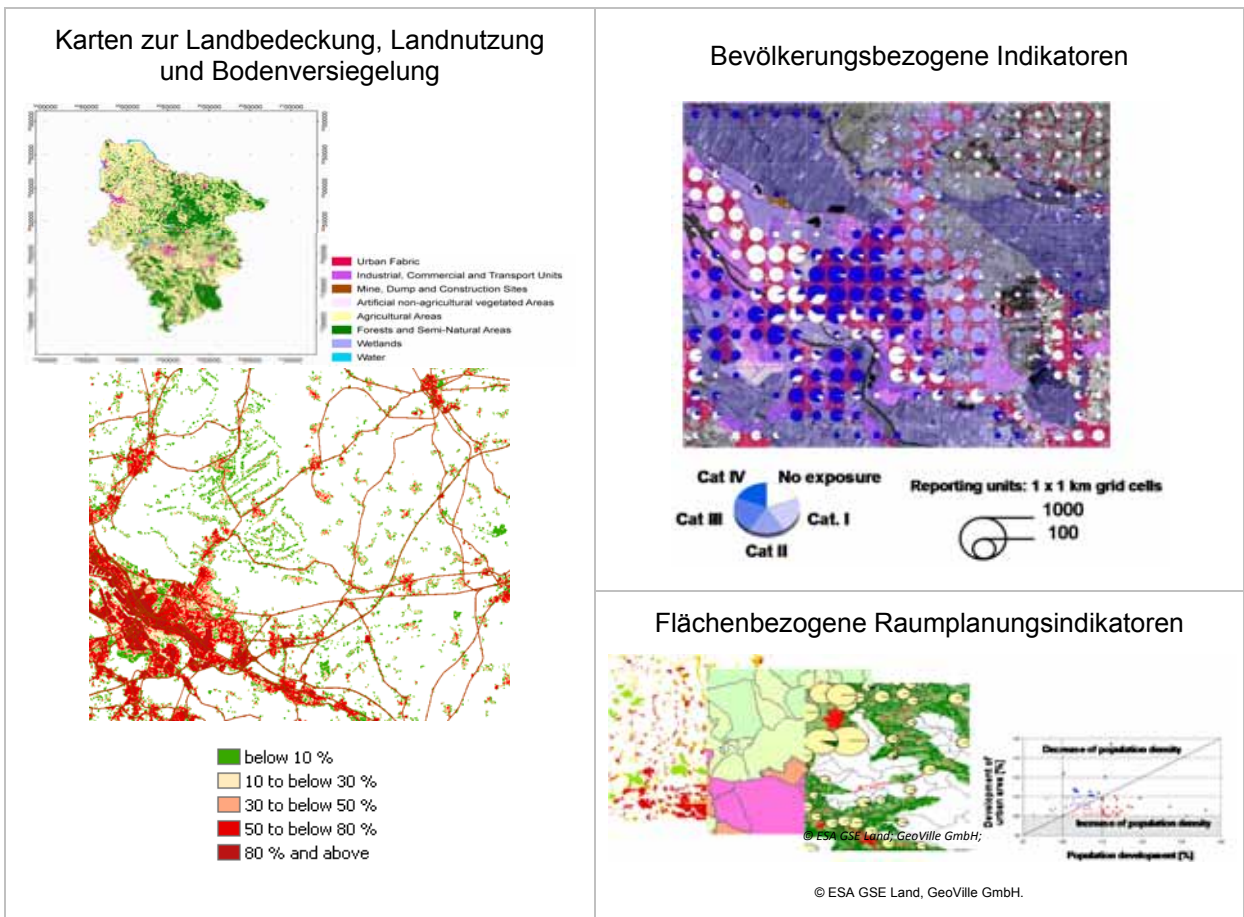 Karten zur Landbedeckung, Landnutzung
und Bodenversiegelung
Urban Fabric
Industrial, Commercial and Transport Units
Mine, Dump and Construction Sites
Artificial non-agricultural vegetated Areas
Agricultural Areas
Forests and Semi-Natural Areas
Wetlands
Water
below 10 %
10 to below 30 %
30 to below 50 %
50 to below 80 %
80 % and above
Bevölkerungsbezogene Indikatoren
Cat IV
No exposure
Cat III
Cat. I
Cat II
Reporting units: 1 x 1 km grid cells
1000
100
Flächenbezogene Raumplanungsindikatoren
Decrease of population density
Development of
urban area [%]
Increase of population density
Population development [%]
© ESA GSE Land; GeoVille GmbH;
© ESA GSE Land, GeoVille GmbH.